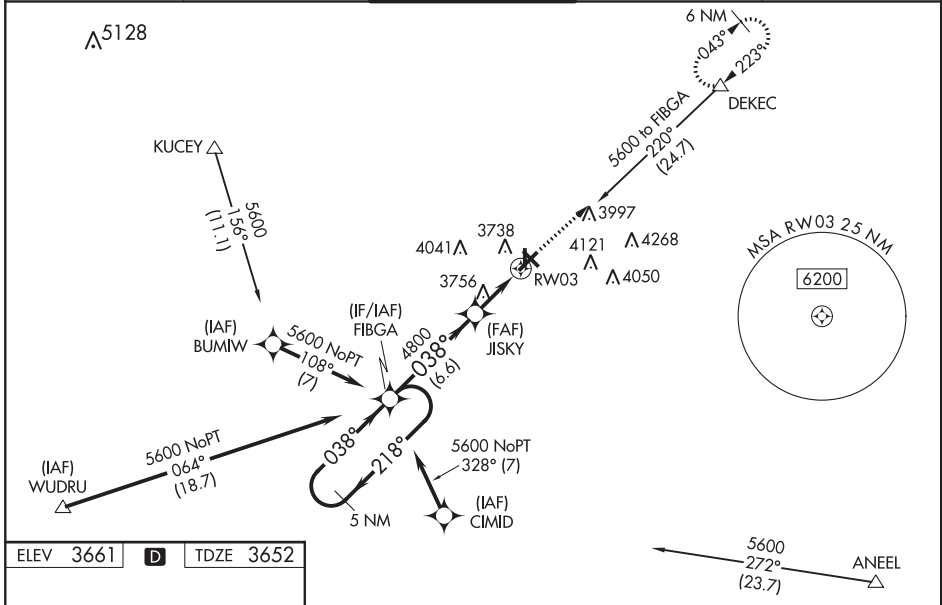 5128
6 NM
043°
223°
DEKEC
5600 to FIBGA
220°
(24.7)
KUCEY
5600
156°
(11.1)
3997
4041
3738
4121
4268
4050
RW03
3756
MSA RW03 25 NM
6200
(IAF)
BUMIW
5600 NoPT
108°
(7)
(IF/IAF)
FIBGA
4800
038°
(6.6)
(FAF)
JISKY
038°
218°
5 NM
5600 NoPT
064°
(18.7)
(IAF)
WUDRU
5600 NoPT
328° (7)
(IAF)
CIMID
5600
272°
(23.7)
ANEEL
ELEV 3661 D TDZE 3652